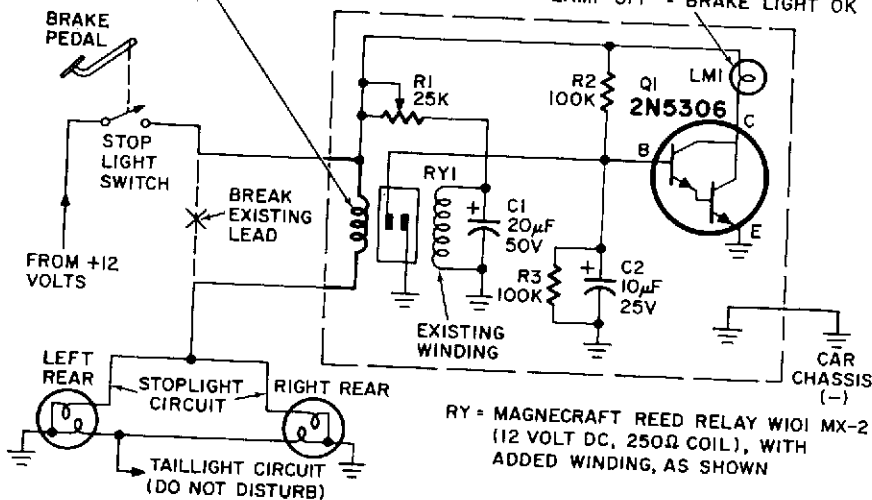 = BRAKE LIGHT OK
BRAKE
PEDAL
STOP
LIGHT
SWITCH
BREAK
EXISTING
LEAD
FROM +12
VOLTS
R1
25K
RY1
C1
20µF
50V
EXISTING
WINDING
R2
100K
Q1
2N5306
LM1
C
B
E
R3
100K
C2
10µF
25V
CAR
CHASSIS
(-)
LEFT
REAR
STOPLIGHT
CIRCUIT
RIGHT REAR
TAILLIGHT CIRCUIT
(DO NOT DISTURB)
RY = MAGNECRAFT REED RELAY W101 MX-2
(12 VOLT DC, 250Ω COIL), WITH
ADDED WINDING, AS SHOWN